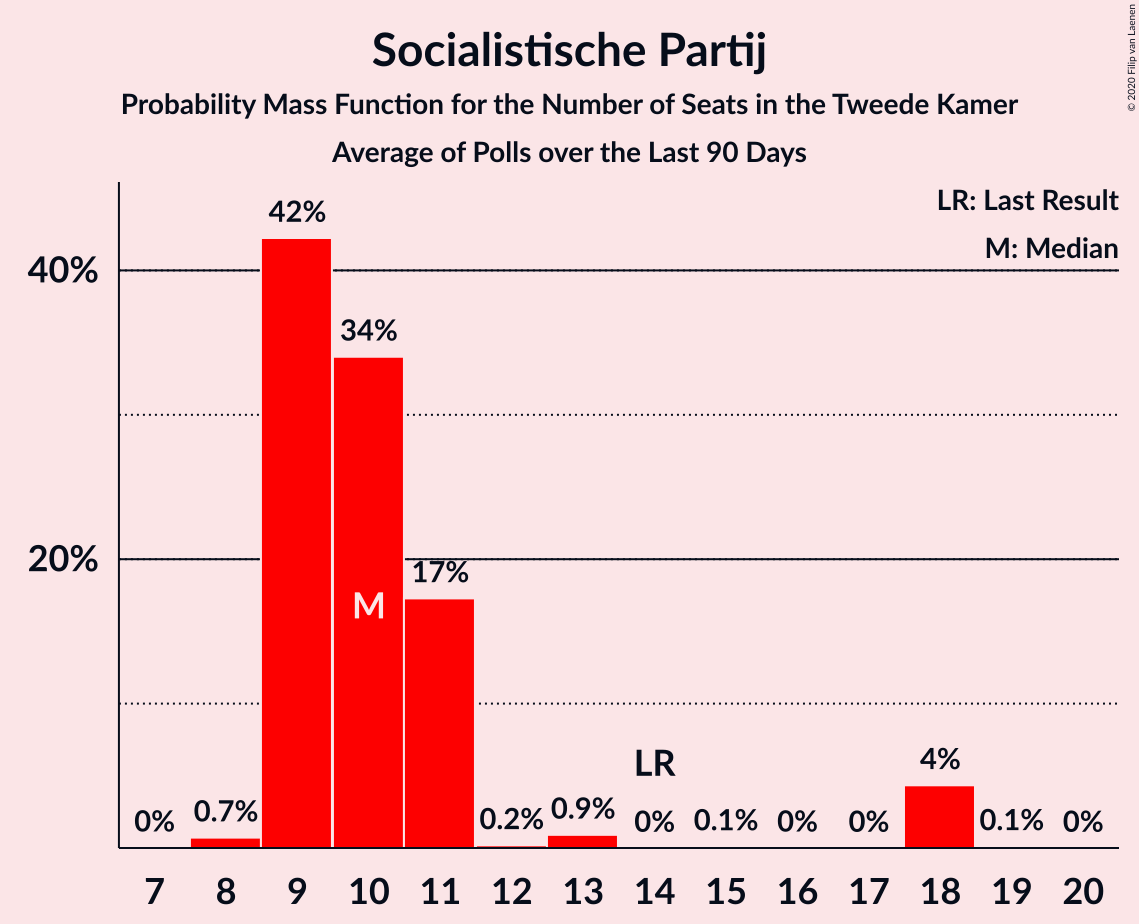 Socialistische Partij
Probability Mass Function for the Number of Seats in the Tweede Kamer
Average of Polls over the Last 90 Days
© 2020 Filip van Laenen
LR: Last Result
M: Median
40%
20%
0%
0.7%
42%
34%
17%
0.2%
0.9%
0%
0.1%
0%
0%
4%
0.1%
0%
M
LR
7 8 9 10 11 12 13 14 15 16 17 18 19 20